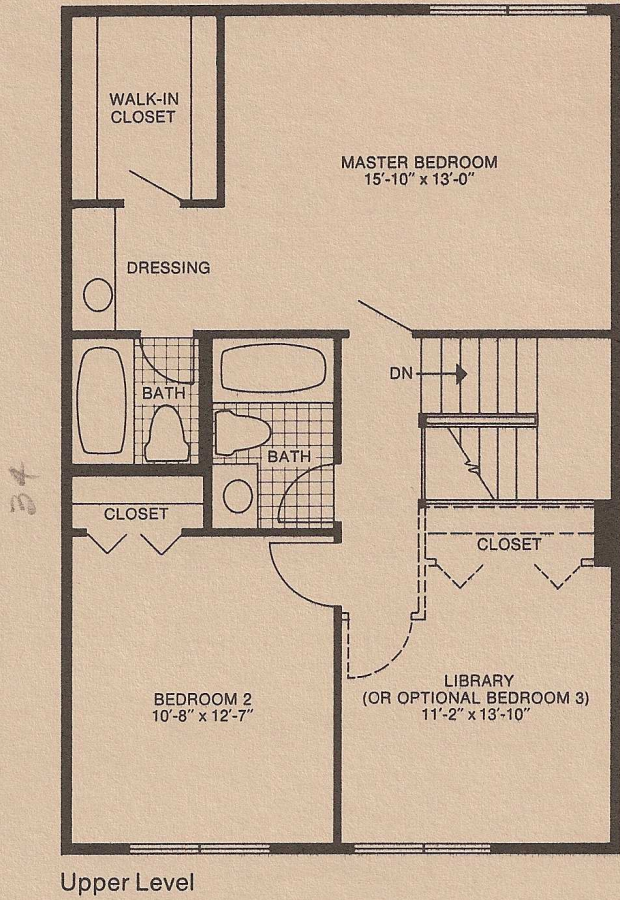 WALK-IN
CLOSET
MASTER BEDROOM
15'-10" x 13'-0"
DRESSING
DN
BATH
BATH
CLOSET
CLOSET
34
LIBRARY
(OR OPTIONAL BEDROOM 3)
11'-2" x 13'-10"
BEDROOM 2
10'-8" x 12'-7"
Upper Level